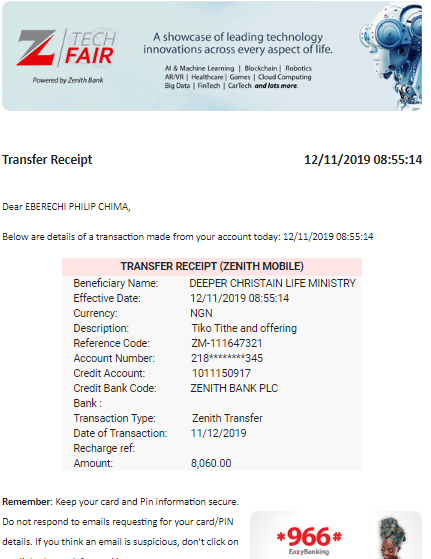 Z TECH FAIR
Powered by Zenith Bank
A showcase of leading technology
innovations across every aspect of life.
AI & Machine Learning | Blockchain | Robotics
AR/VR | Healthcare | Games | Cloud Computing
Big Data | FinTech | CarTech and lots more.
Transfer Receipt 12/11/2019 08:55:14
Dear EBERECHI PHILIP CHIMA,
Below are details of a transaction made from your account today: 12/11/2019 08:55:14
TRANSFER RECEIPT (ZENITH MOBILE)
Beneficiary Name: DEEPER CHRISTAIN LIFE MINISTRY
Effective Date: 12/11/2019 08:55:14
Currency: NGN
Description: Tiko Tithe and offering
Reference Code: ZM-111647321
Account Number: 218********345
Credit Account: 1011150917
Credit Bank Code: ZENITH BANK PLC
Bank :
Transaction Type: Zenith Transfer
Date of Transaction: 11/12/2019
Recharge ref:
Amount: 8,060.00
Remember: Keep your card and Pin information secure.
Do not respond to emails requesting for your card/PIN
details. If you think an email is suspicious, don't click on
*966#
EazyBanking